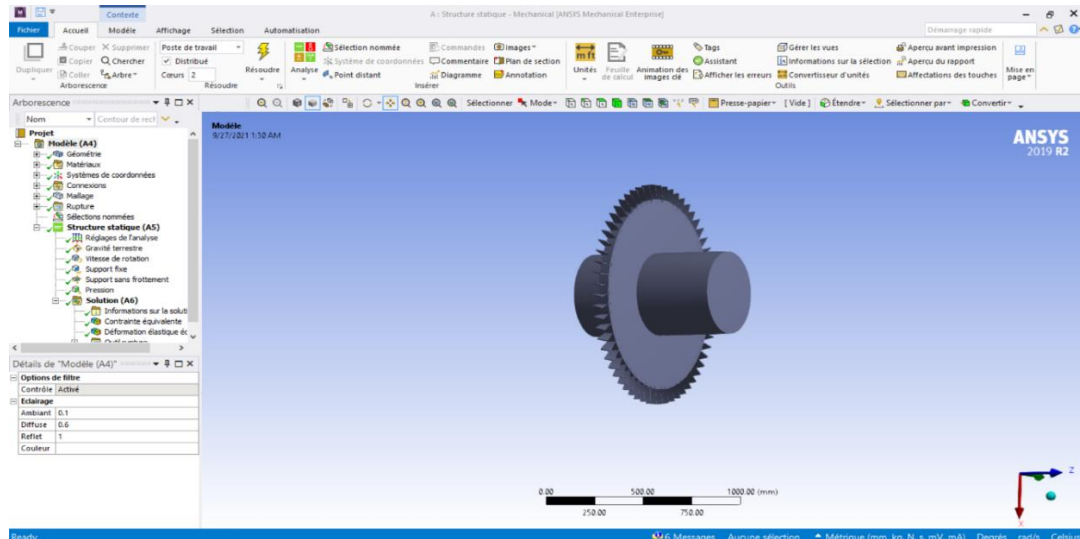 Contexte
A : Structure statique - Mechanical [ANSYS Mechanical Enterprise]
Fichier Accueil Modèle Affichage Sélection Automatisation
Démarrage rapide
Dupliquer
Couper
Supprimer
Copier
Chercher
Coller
Arbre
Arborescence
Poste de travail
Distribué
Cœurs 2
Résoudre
Résoudre
Analyse
Sélection nommée
Système de coordonnées
Point distant
Commandes
Commentaire
Diagramme
Images
Plan de section
Annotation
Insérer
Unités
Feuille de calcul
Animation des images clé
Tags
Assistant
Afficher les erreurs
Gérer les vues
Informations sur la sélection
Convertisseur d'unités
Aperçu avant impression
Aperçu du rapport
Affectations des touches
Outils
Mise en page
Arborescence
Sélectionner Mode
Presse-papier [Vide] Étendre Sélectionner par Convertir
Nom Contour de rect
Projet
Modèle (A4)
Géométrie
Matériaux
Systèmes de coordonnées
Connexions
Maillage
Rupture
Sélections nommées
Structure statique (A5)
Réglages de l'analyse
Gravité terrestre
Vitesse de rotation
Support fixe
Support sans frottement
Pression
Solution (A6)
Informations sur la soluti
Contrainte équivalente
Déformation élastique éc
Détails de "Modèle (A4)"
Options de filtre
Contrôle Activé
Eclairage
Ambiant 0.1
Diffuse 0.6
Reflet 1
Couleur
Modèle
9/27/2021 1:30 AM
ANSYS
2019 R2
0.00 500.00 1000.00 (mm)
250.00 750.00
Z
X
Ready
6 Messages Aucune sélection Métrique (mm, kg, N, s, mV, mA) Degrés rad/s Celsius